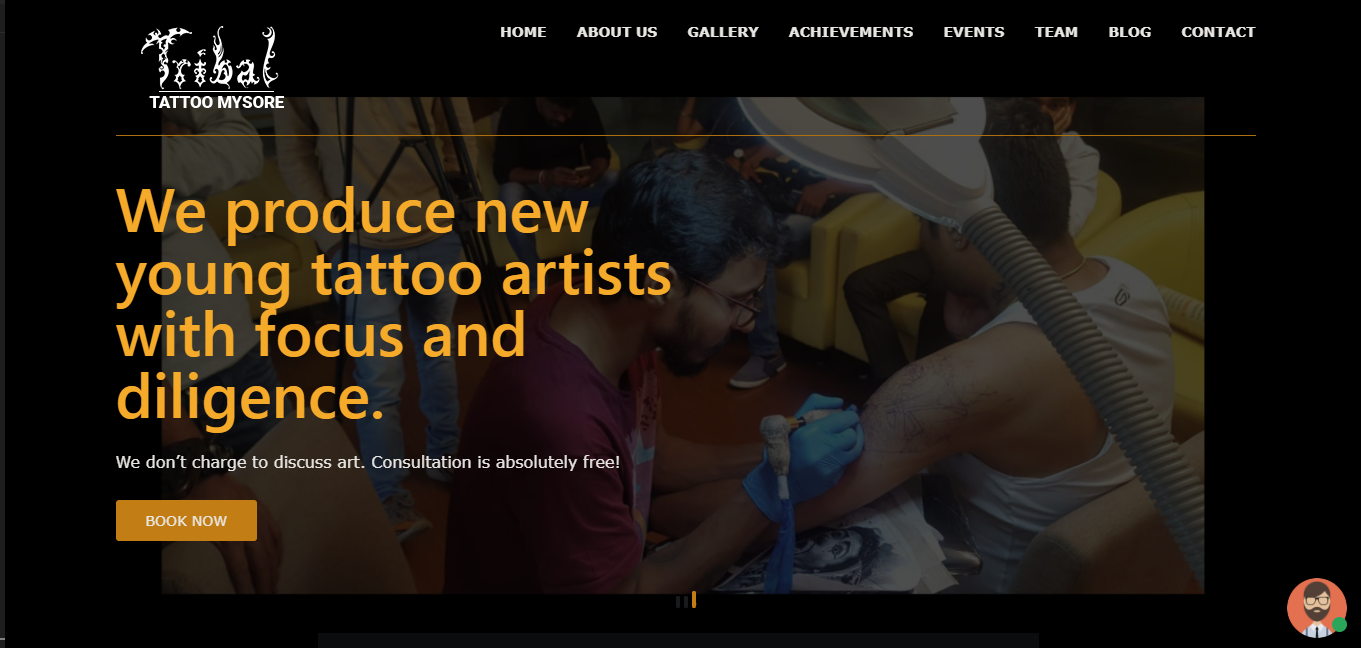 Tribal
TATTOO MYSORE
HOME ABOUT US GALLERY ACHIEVEMENTS EVENTS TEAM BLOG CONTACT
We produce new
young tattoo artists
with focus and
diligence.
We don’t charge to discuss art. Consultation is absolutely free!
BOOK NOW